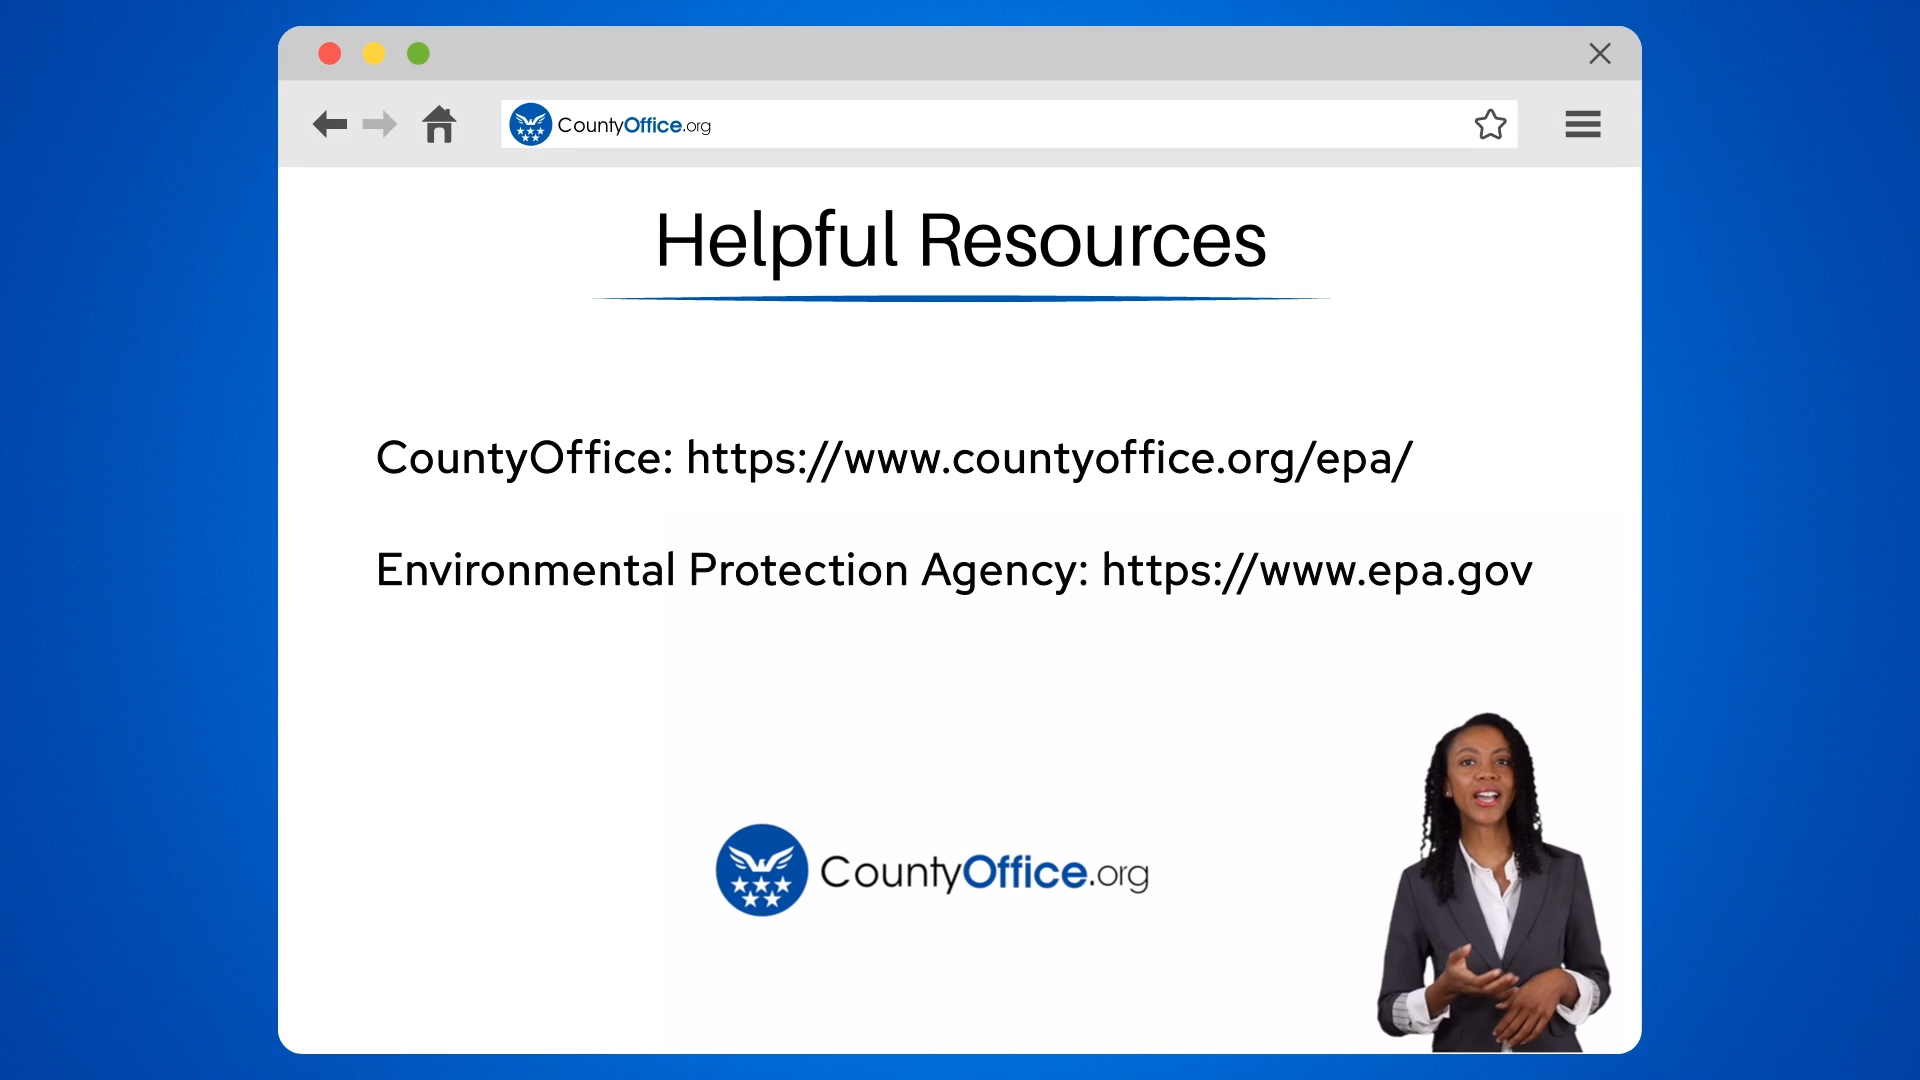 CountyOffice.org
Helpful Resources
CountyOffice: https://www.countyoffice.org/epa/
Environmental Protection Agency: https://www.epa.gov
CountyOffice.org